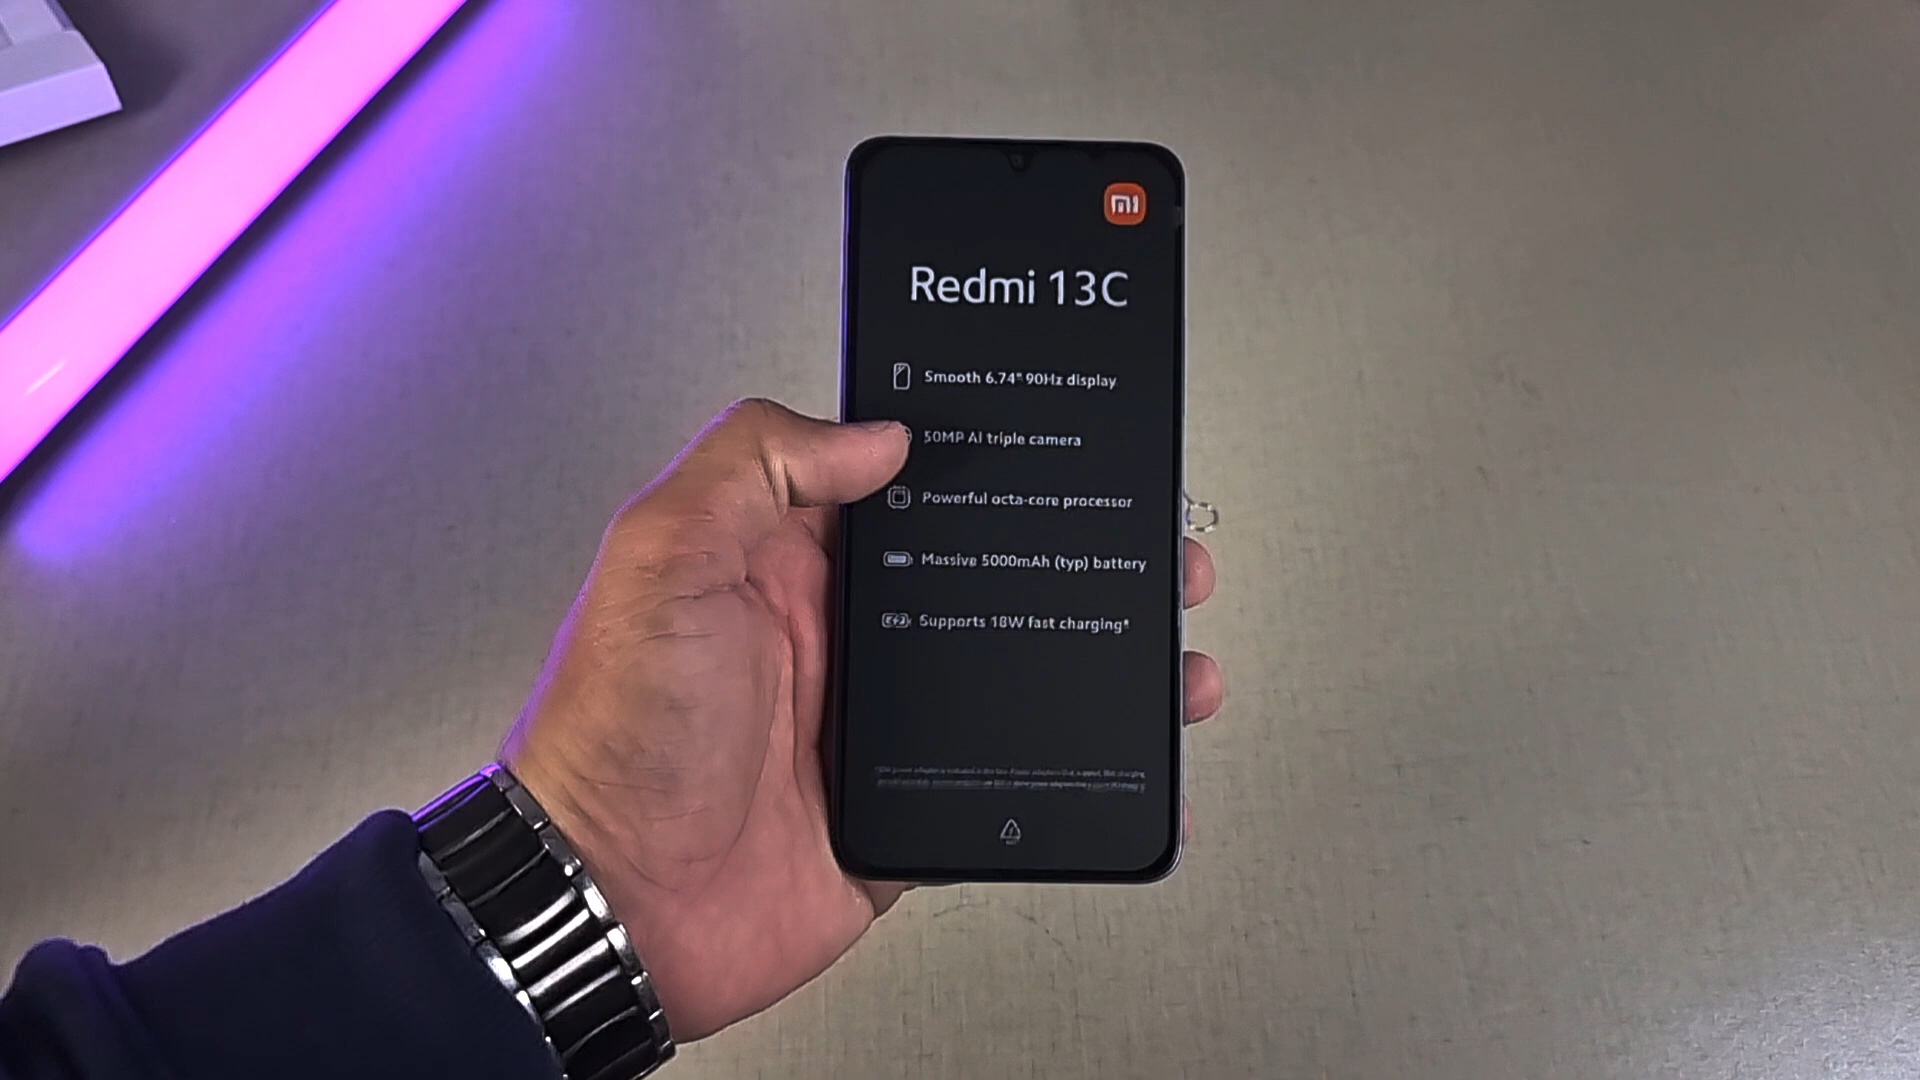 mi
Redmi 13C
Smooth 6.74" 90Hz display
50MP AI triple camera
Powerful octa-core processor
Massive 5000mAh (typ) battery
Supports 18W fast charging*